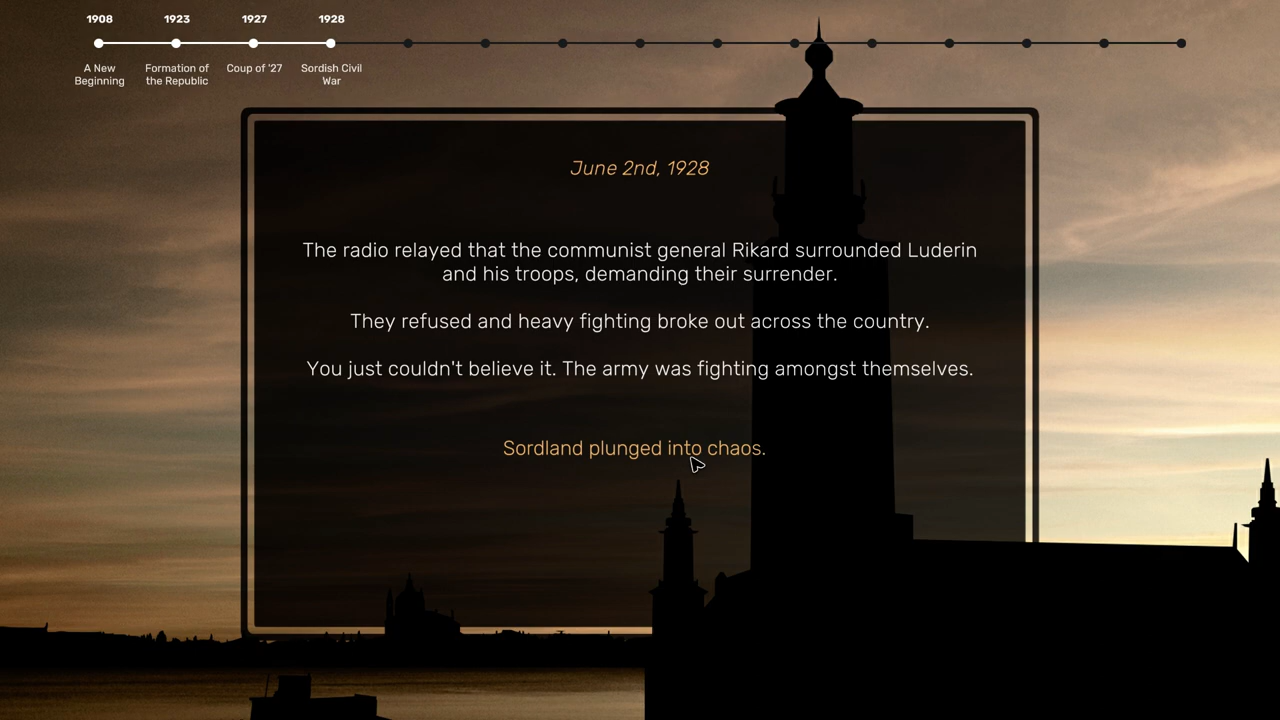 1908 1923 1927 1928
A New Formation of Coup of '27 Sordish Civil
Beginning the Republic War
June 2nd, 1928
The radio relayed that the communist general Rikard surrounded Luderin
and his troops, demanding their surrender.
They refused and heavy fighting broke out across the country.
You just couldn't believe it. The army was fighting amongst themselves.
Sordland plunged into chaos.